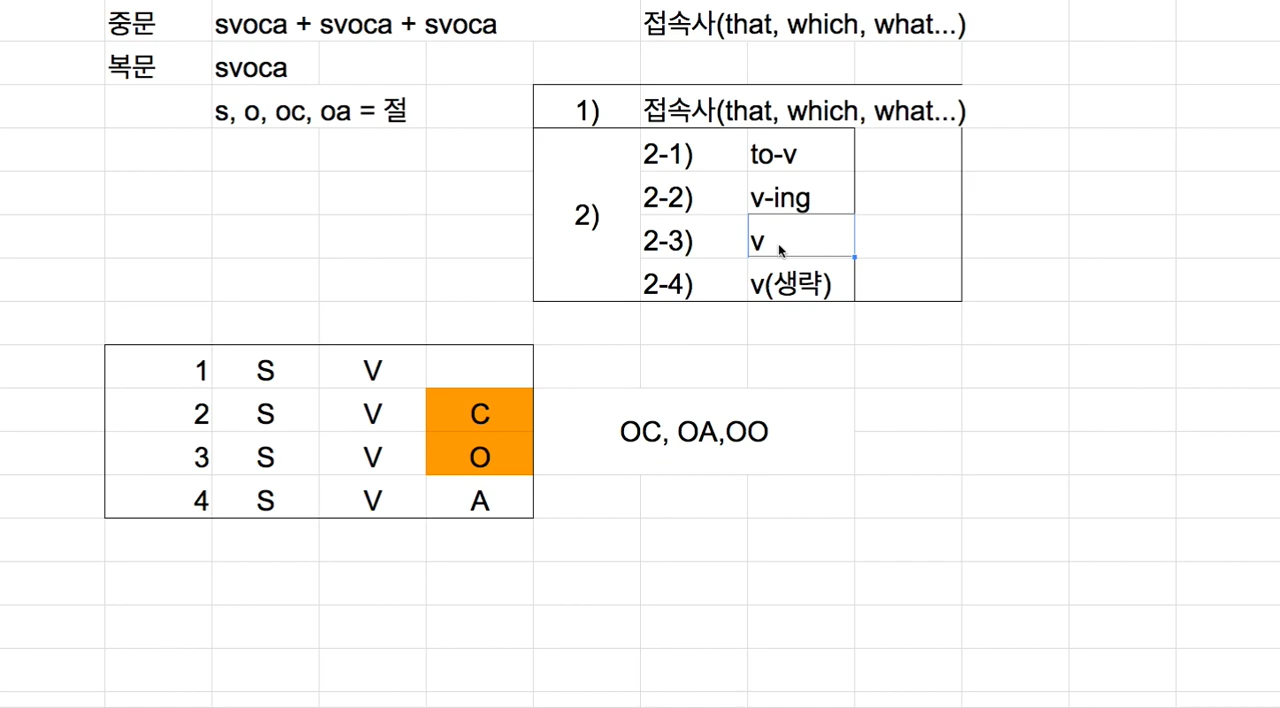 중문 svoca + svoca + svoca 접속사(that, which, what...)
복문 svoca
s, o, oc, oa = 절 1) 접속사(that, which, what...)
2-1) to-v
2-2) v-ing
2)
2-3) v
2-4) v(생략)
1 S V
2 S V C
OC, OA,OO
3 S V O
4 S V A